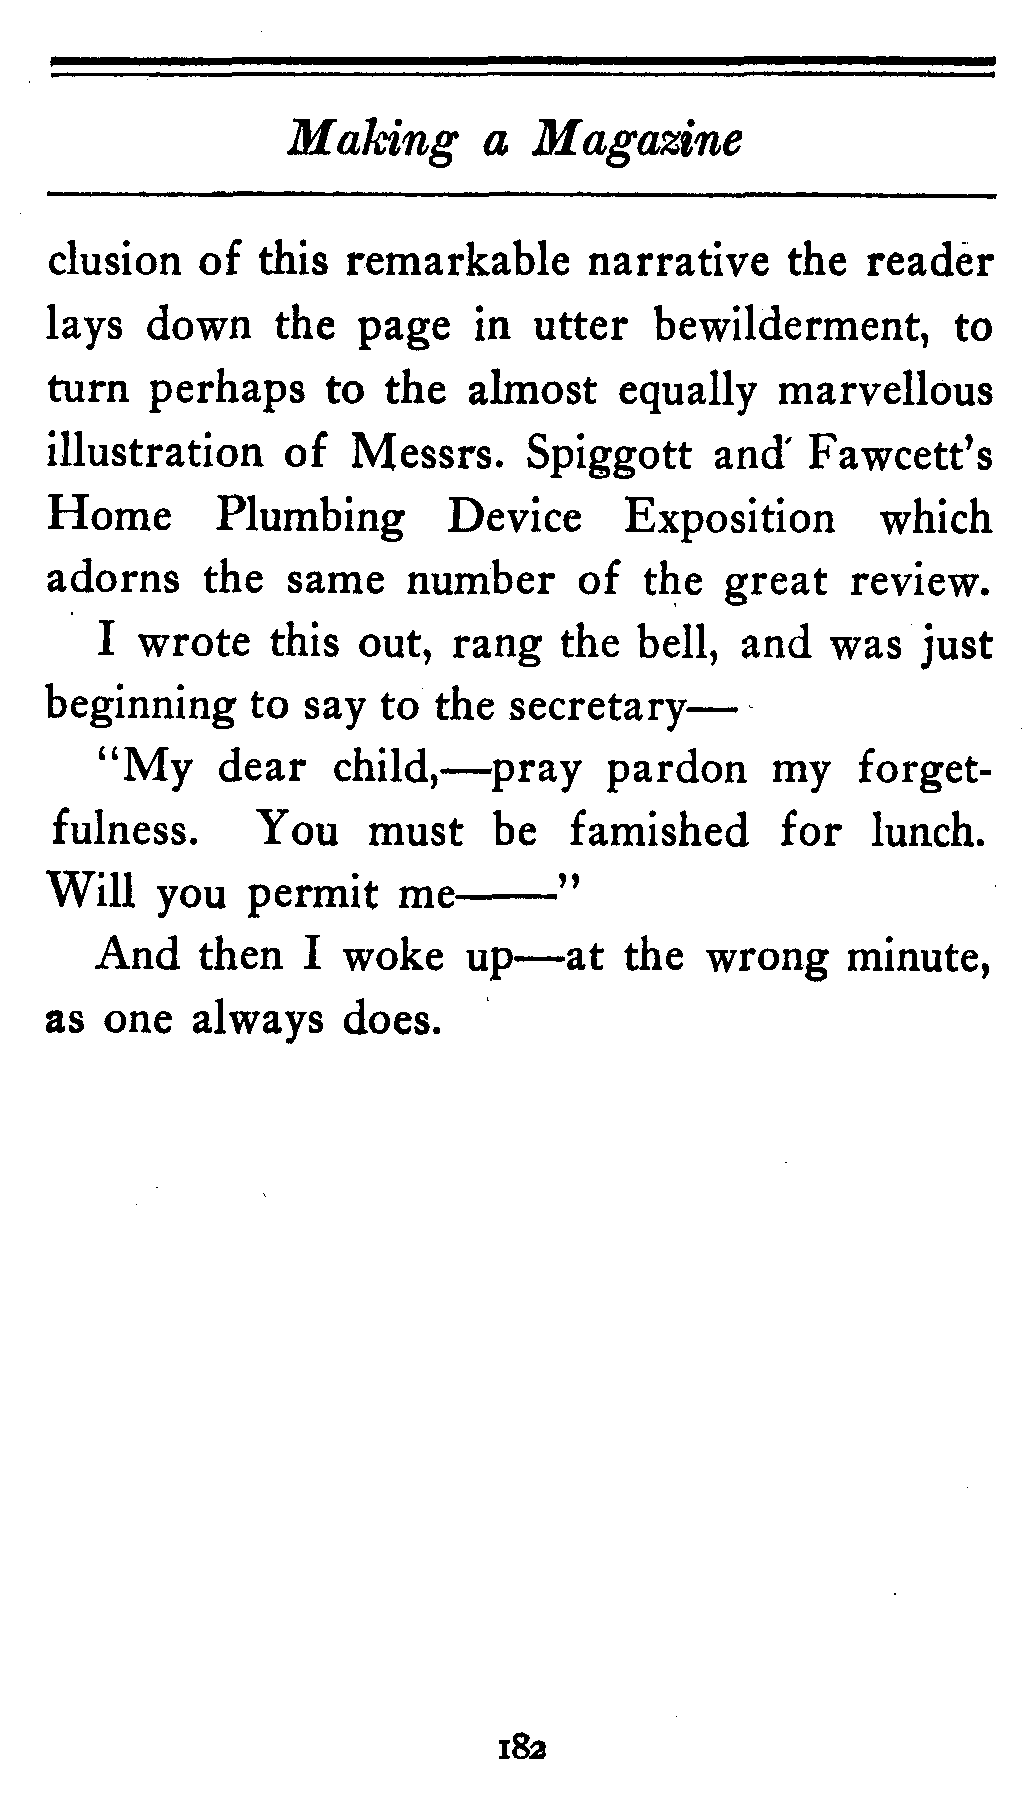 Making a Magazine
clusion of this remarkable narrative the reader
lays down the page in utter bewilderment, to
turn perhaps to the almost equally marvellous
illustration of Messrs. Spiggott and Fawcett's
Home Plumbing Device Exposition which
adorns the same number of the great review.
I wrote this out, rang the bell, and was just
beginning to say to the secretary—
“My dear child,—pray pardon my forget-
fulness. You must be famished for lunch.
Will you permit me——”
And then I woke up—at the wrong minute,
as one always does.
182